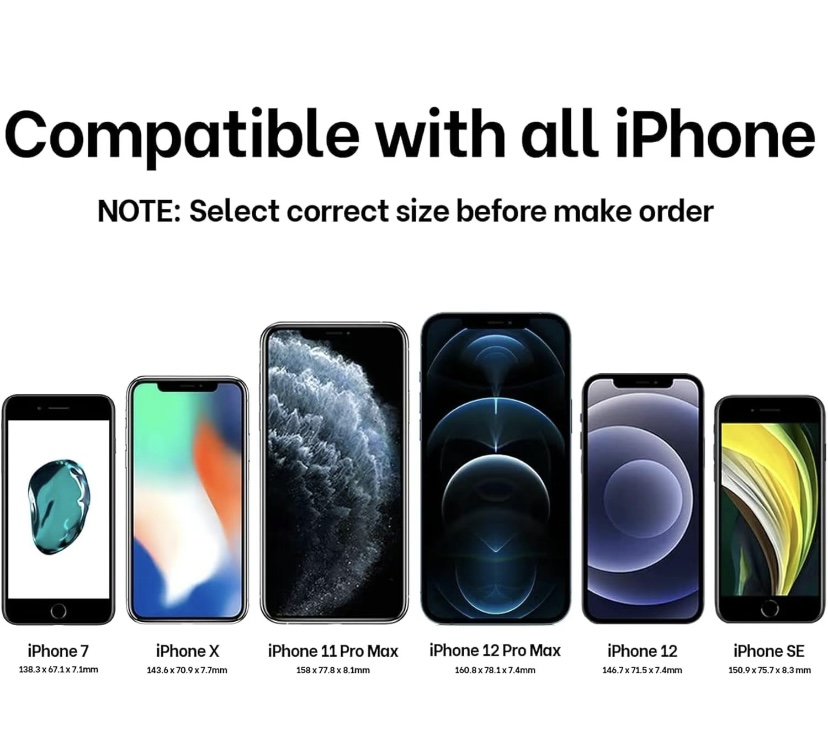 Compatible with all iPhone
NOTE: Select correct size before make order
iPhone 7
138.3 x 67.1 x 7.1mm
iPhone X
143.6 x 70.9 x 7.7mm
iPhone 11 Pro Max
158 x 77.8 x 8.1mm
iPhone 12 Pro Max
160.8 x 78.1 x 7.4mm
iPhone 12
146.7 x 71.5 x 7.4mm
iPhone SE
150.9 x 75.7 x 8.3 mm